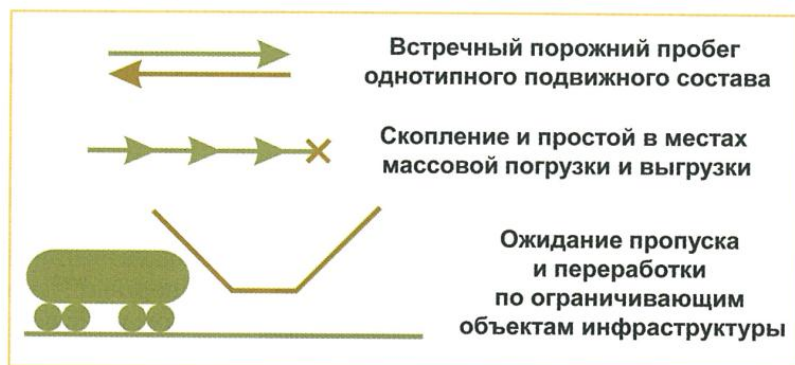 Встречный порожний пробег
однотипного подвижного состава
Скопление и простой в местах
массовой погрузки и выгрузки
Ожидание пропуска
и переработки
по ограничивающим
объектам инфраструктуры